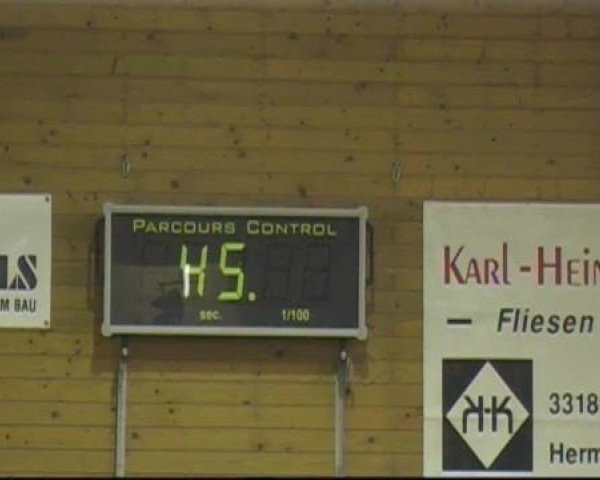 PARCOURS CONTROL
45.
sec. 1/100
LS
M BAU
KARL-HEIN
– Fliesen
K-K
3318
Herm